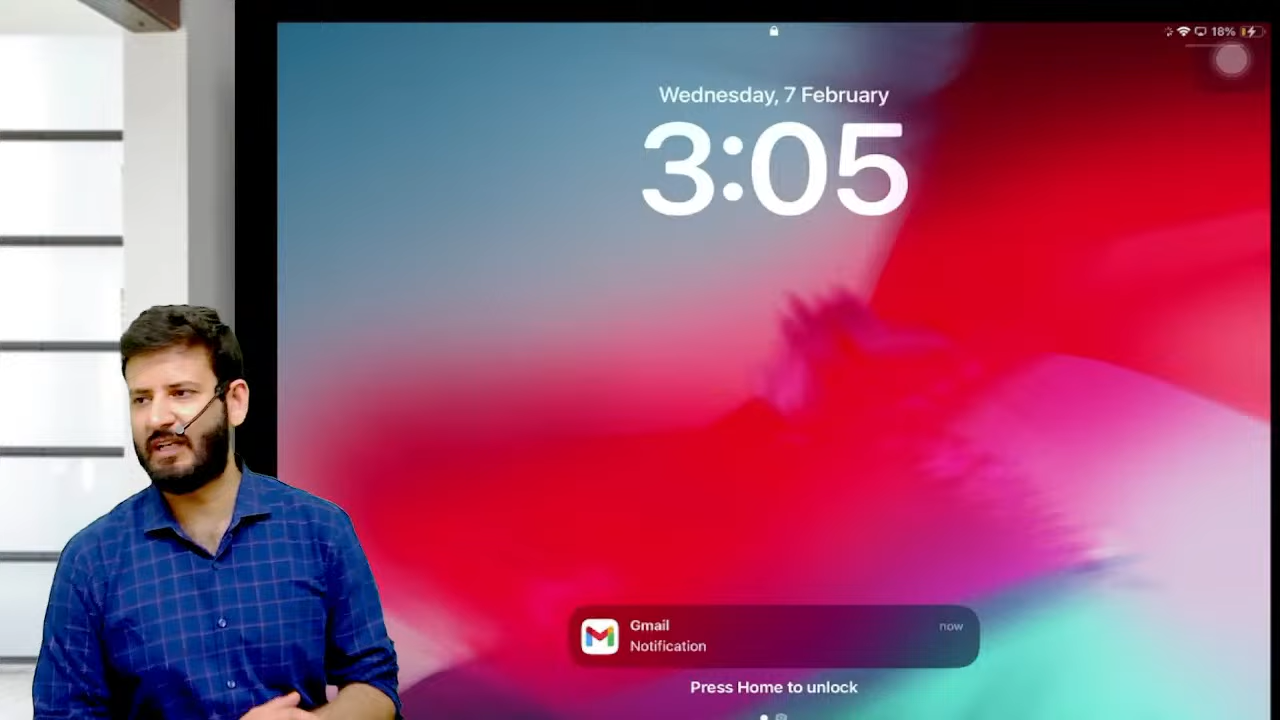 18%
Wednesday, 7 February
3:05
Gmail
now
Notification
Press Home to unlock